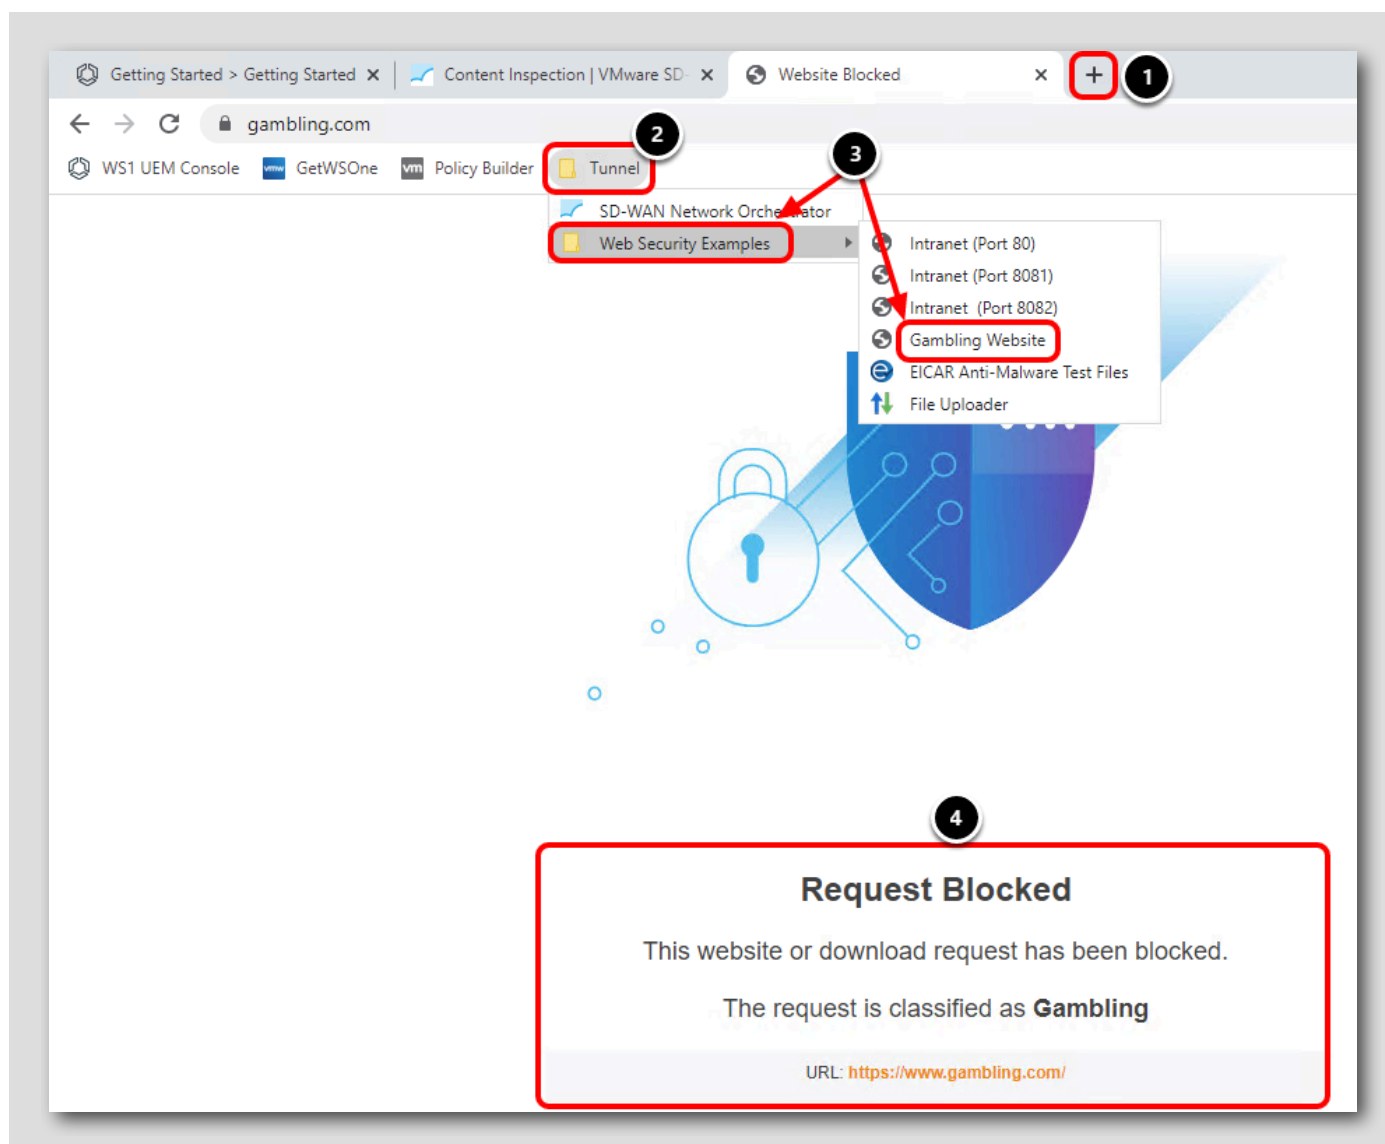 Getting Started > Getting Started
Content Inspection | VMware SD-
Website Blocked
1
gambling.com
2
3
WS1 UEM Console
vmw
GetWSOne
vm
Policy Builder
Tunnel
SD-WAN Network Orchestrator
Web Security Examples
Intranet (Port 80)
Intranet (Port 8081)
Intranet (Port 8082)
Gambling Website
EICAR Anti-Malware Test Files
File Uploader
4
Request Blocked
This website or download request has been blocked.
The request is classified as Gambling
URL: https://www.gambling.com/